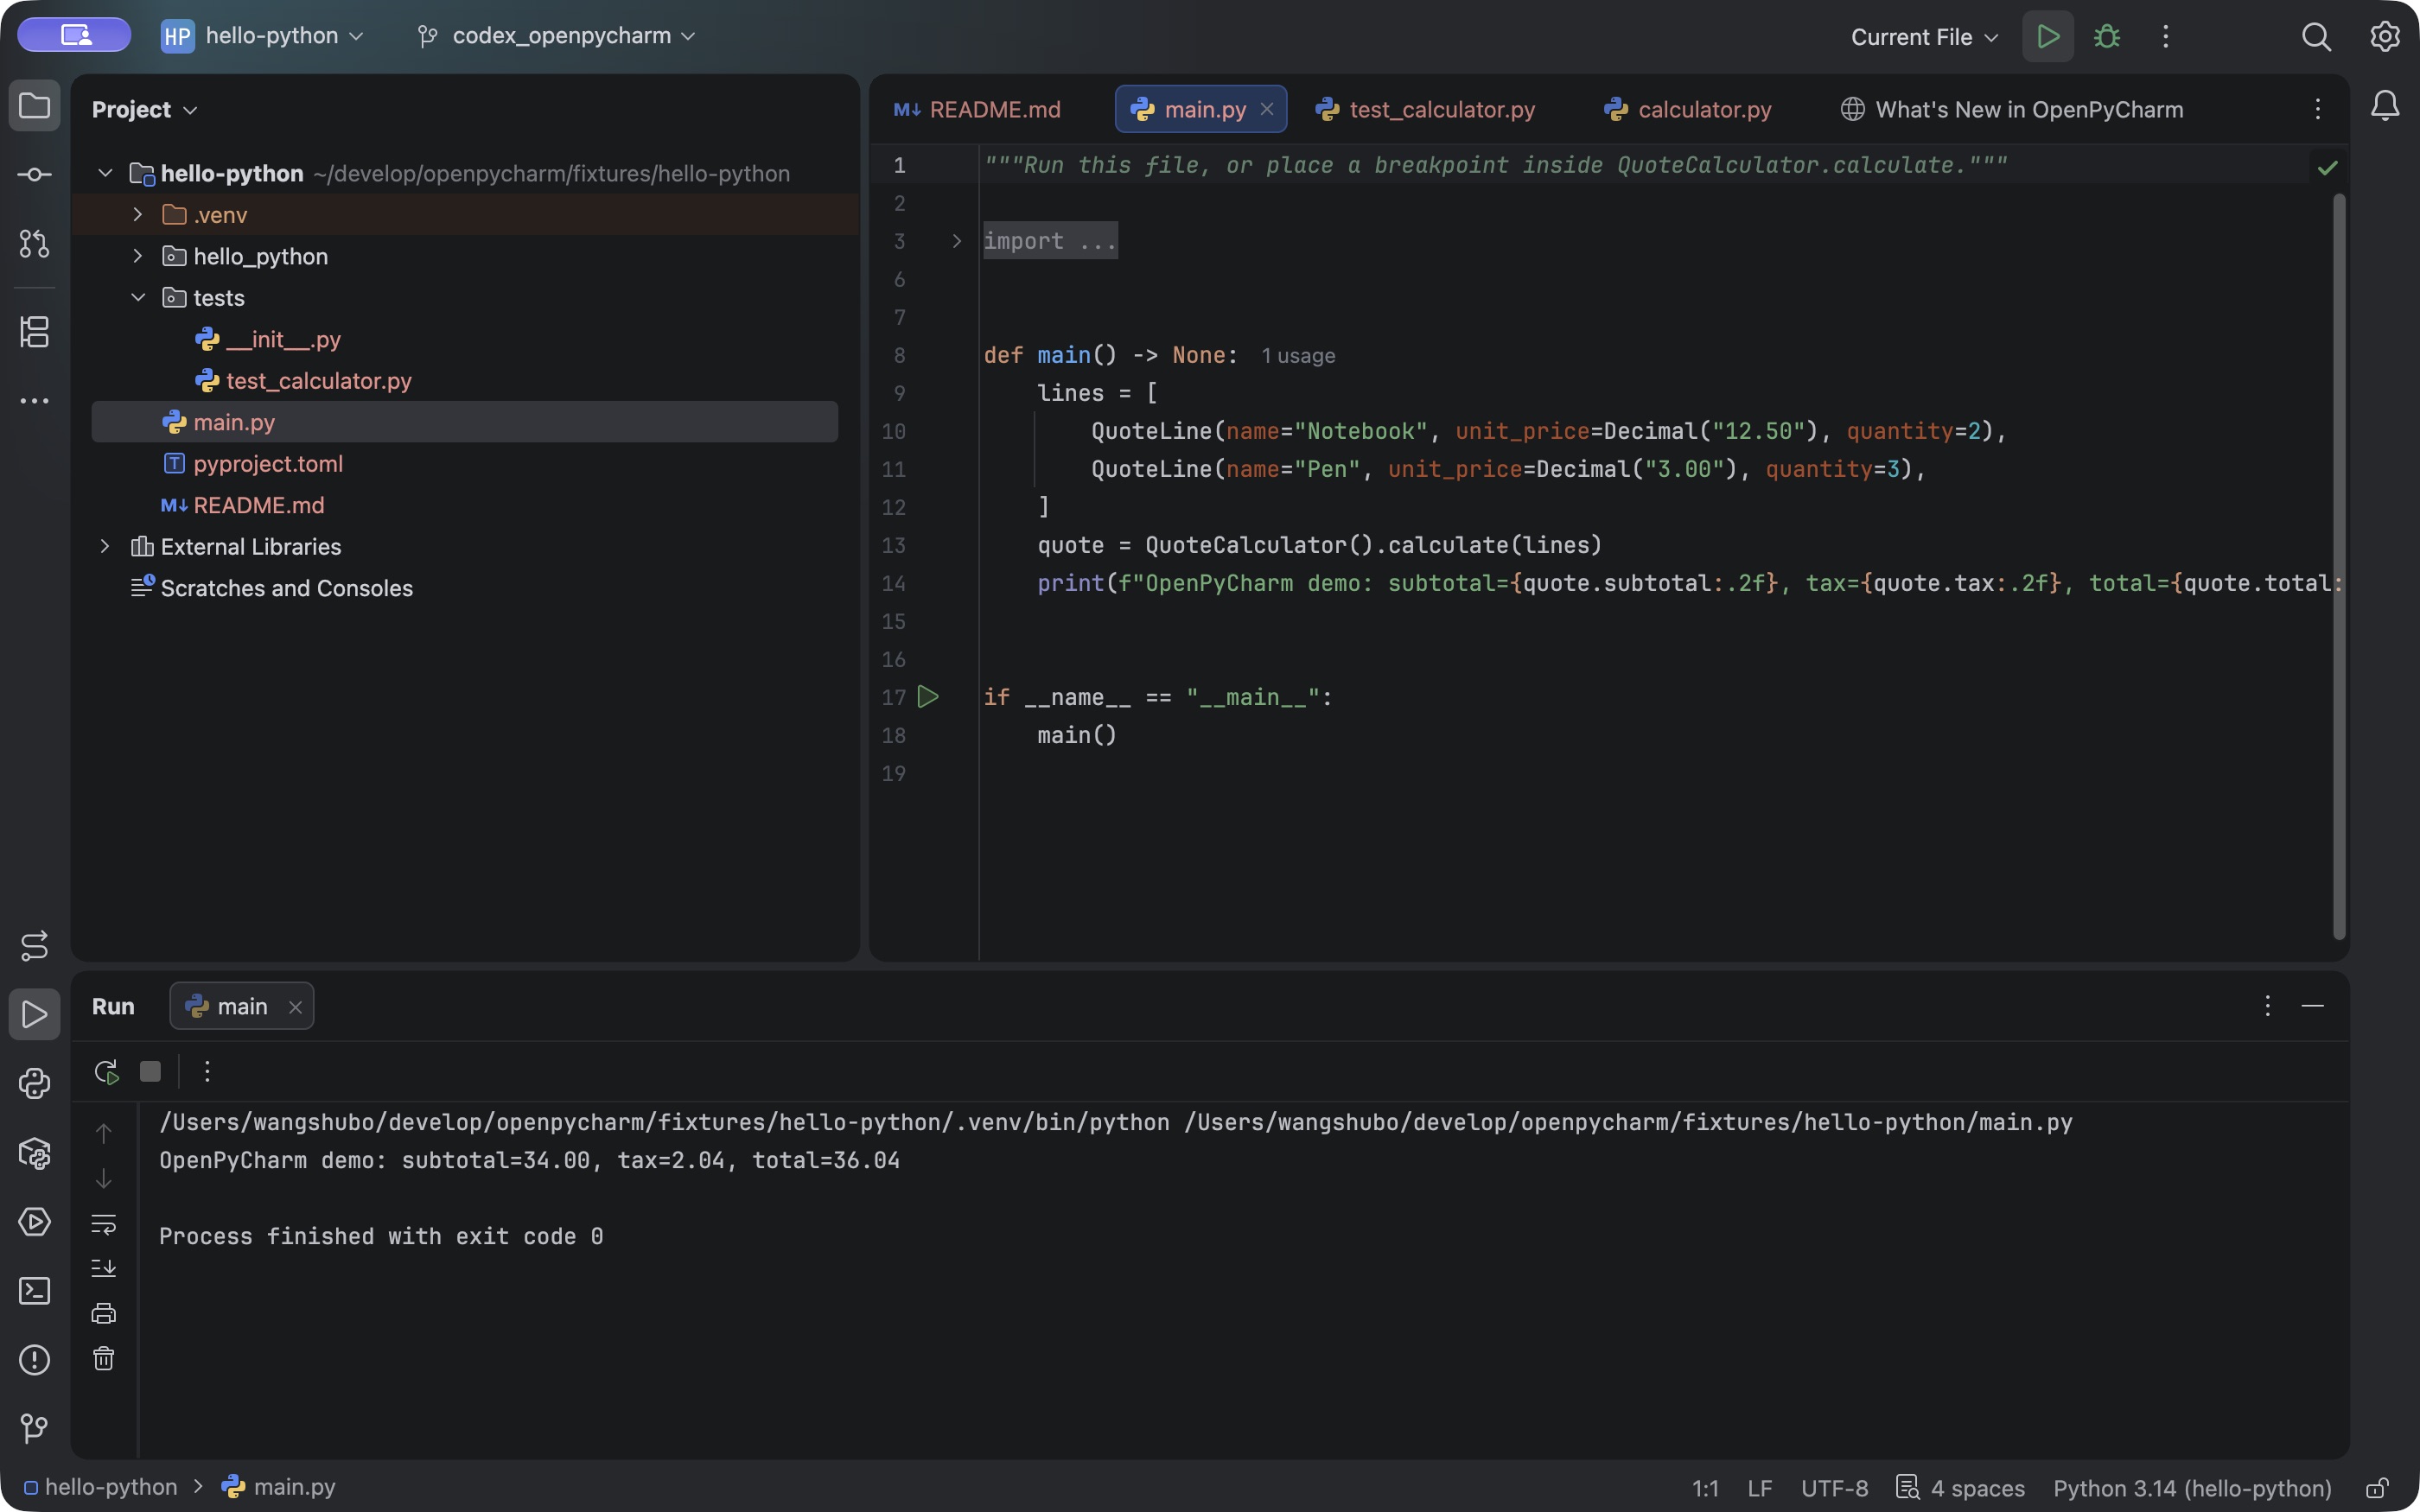 HP hello-python codex_openpycharm Current File
Project
hello-python ~/develop/openpycharm/fixtures/hello-python
.venv
hello_python
tests
__init__.py
test_calculator.py
main.py
pyproject.toml
README.md
External Libraries
Scratches and Consoles
README.md main.py test_calculator.py calculator.py What's New in OpenPyCharm
1 """Run this file, or place a breakpoint inside QuoteCalculator.calculate."""
2
3 import ...
6
7
8 def main() -> None: 1 usage
9 lines = [
10 QuoteLine(name="Notebook", unit_price=Decimal("12.50"), quantity=2),
11 QuoteLine(name="Pen", unit_price=Decimal("3.00"), quantity=3),
12 ]
13 quote = QuoteCalculator().calculate(lines)
14 print(f"OpenPyCharm demo: subtotal={quote.subtotal:.2f}, tax={quote.tax:.2f}, total={quote.total:
15
16
17 if __name__ == "__main__":
18 main()
19
Run main
/Users/wangshubo/develop/openpycharm/fixtures/hello-python/.venv/bin/python /Users/wangshubo/develop/openpycharm/fixtures/hello-python/main.py
OpenPyCharm demo: subtotal=34.00, tax=2.04, total=36.04
Process finished with exit code 0
hello-python main.py 1:1 LF UTF-8 4 spaces Python 3.14 (hello-python)